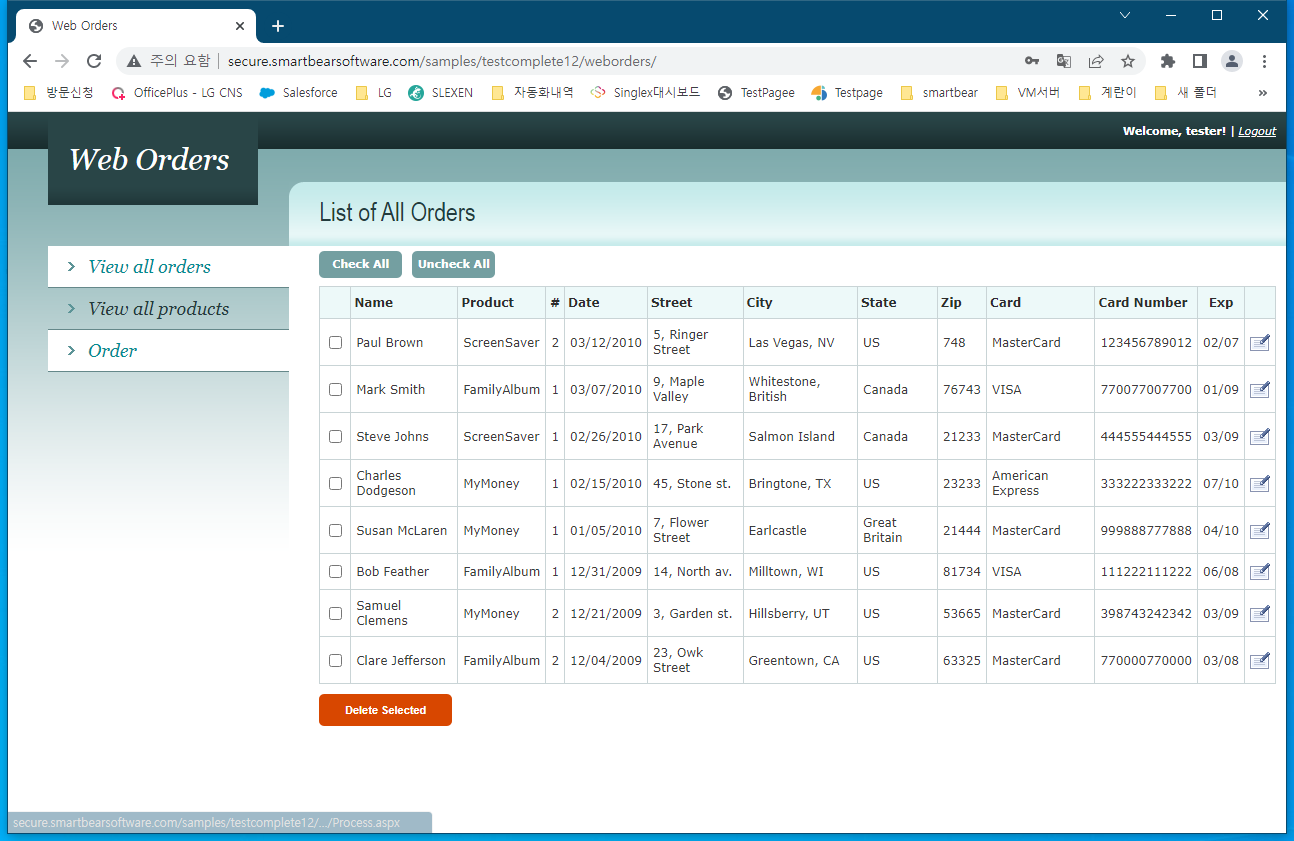 Web Orders
주의 요함 | secure.smartbearsoftware.com/samples/testcomplete12/weborders/
방문신청 OfficePlus - LG CNS Salesforce LG SLEXEN 자동화내역 Singlex대시보드 TestPagee Testpage smartbear VM서버 계란이 새 폴더 »
Welcome, tester! | Logout
Web Orders
List of All Orders
View all orders
View all products
Order
Check All Uncheck All
Name Product # Date Street City State Zip Card Card Number Exp
Paul Brown ScreenSaver 2 03/12/2010 5, Ringer Street Las Vegas, NV US 748 MasterCard 123456789012 02/07
Mark Smith FamilyAlbum 1 03/07/2010 9, Maple Valley Whitestone, British Canada 76743 VISA 770077007700 01/09
Steve Johns ScreenSaver 1 02/26/2010 17, Park Avenue Salmon Island Canada 21233 MasterCard 444555444555 03/09
Charles Dodgeson MyMoney 1 02/15/2010 45, Stone st. Bringtone, TX US 23233 American Express 333222333222 07/10
Susan McLaren MyMoney 1 01/05/2010 7, Flower Street Earlcastle Great Britain 21444 MasterCard 999888777888 04/10
Bob Feather FamilyAlbum 1 12/31/2009 14, North av. Milltown, WI US 81734 VISA 111222111222 06/08
Samuel Clemens MyMoney 2 12/21/2009 3, Garden st. Hillsberry, UT US 53665 MasterCard 398743242342 03/09
Clare Jefferson FamilyAlbum 2 12/04/2009 23, Owk Street Greentown, CA US 63325 MasterCard 770000770000 03/08
Delete Selected
secure.smartbearsoftware.com/samples/testcomplete12/.../Process.aspx